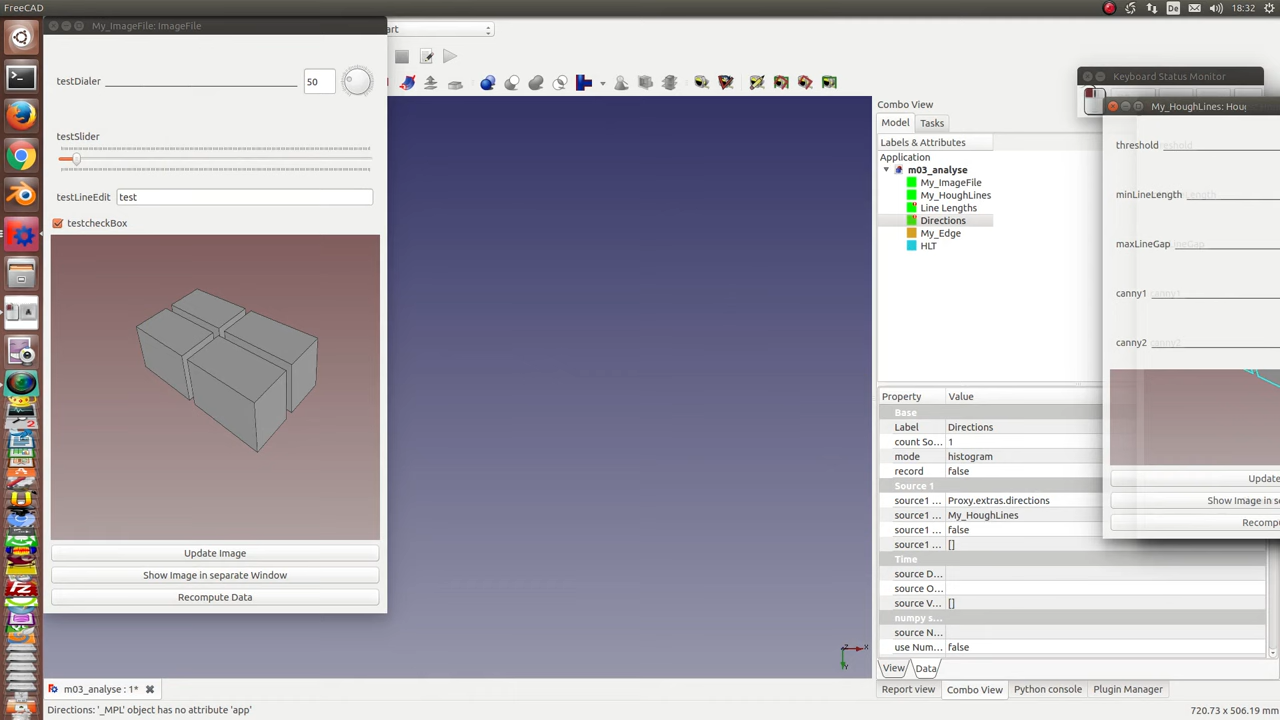 FreeCAD
De
18:32
My_ImageFile: ImageFile
art
testDialer
50
testSlider
testLineEdit
test
testcheckBox
Update Image
Show Image in separate Window
Recompute Data
Combo View
Model
Tasks
Labels & Attributes
Application
m03_analyse
My_ImageFile
My_HoughLines
Line Lengths
Directions
My_Edge
HLT
Property
Value
Base
Label
Directions
count So...
1
mode
histogram
record
false
Source 1
source1 ...
Proxy.extras.directions
source1 ...
My_HoughLines
source1 ...
false
source1 ...
[]
Time
source D...
source O...
source V...
[]
numpy s...
source N...
use Num...
false
View
Data
Report view
Combo View
Python console
Plugin Manager
Keyboard Status Monitor
A
My_HoughLines: Houg
threshold
minLineLength
maxLineGap
canny1
canny1
canny2
canny2
Update
Show Image in se
Recompu
x
m03_analyse : 1*
Directions: '_MPL' object has no attribute 'app'
720.73 x 506.19 mm